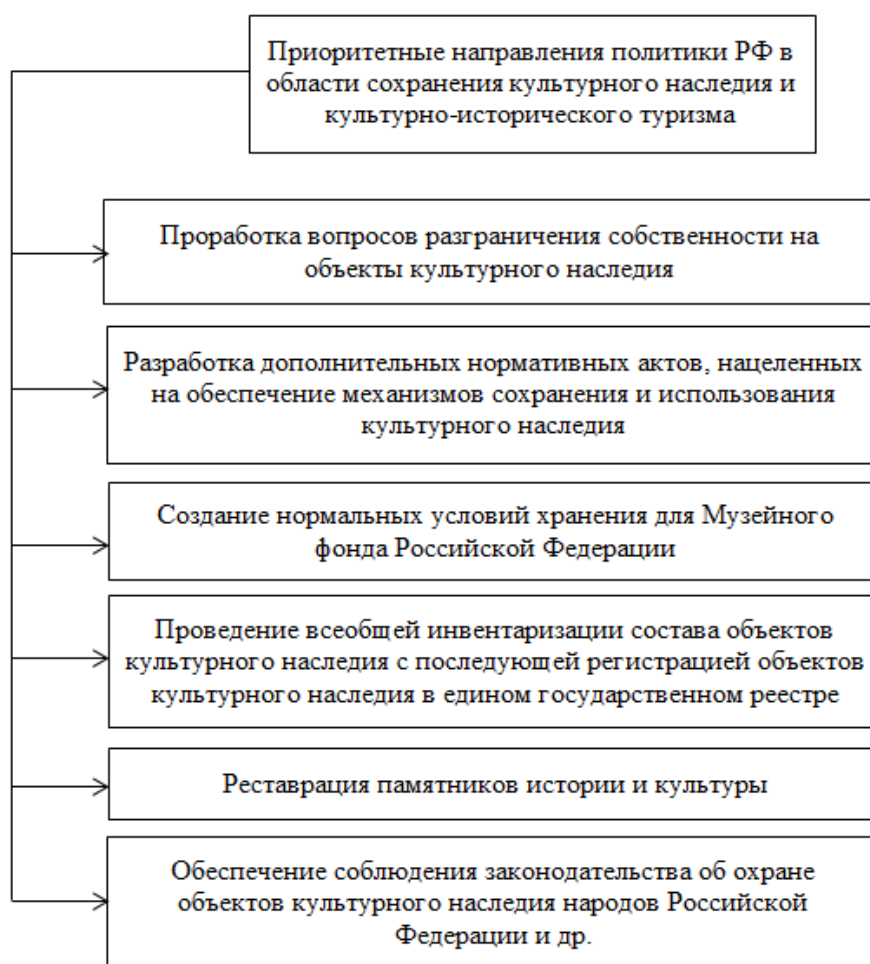 Приоритетные направления политики РФ в
области сохранения культурного наследия и
культурно-исторического туризма
Проработка вопросов разграничения собственности на
объекты культурного наследия
Разработка дополнительных нормативных актов, нацеленных
на обеспечение механизмов сохранения и использования
культурного наследия
Создание нормальных условий хранения для Музейного
фонда Российской Федерации
Проведение всеобщей инвентаризации состава объектов
культурного наследия с последующей регистрацией объектов
культурного наследия в едином государственном реестре
Реставрация памятников истории и культуры
Обеспечение соблюдения законодательства об охране
объектов культурного наследия народов Российской
Федерации и др.